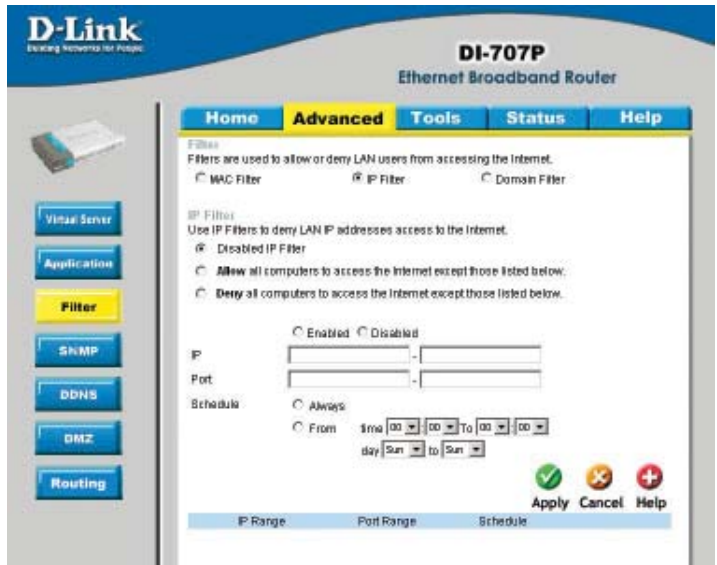 D-Link
Building Networks for People
DI-707P
Ethernet Broadband Router
Home Advanced Tools Status Help
Filter
Filters are used to allow or deny LAN users from accessing the Internet.
MAC Filter IP Filter Domain Filter
IP Filter
Use IP Filters to deny LAN IP addresses access to the Internet.
Disabled IP Filter
Allow all computers to access the Internet except those listed below.
Deny all computers to access the Internet except those listed below.
Enabled Disabled
IP -
Port -
Schedule Always
From time 00 : 00 To 00 : 00
day Sun to Sun
Apply Cancel Help
IP Range Port Range Schedule
Virtual Server
Application
Filter
SNMP
DDNS
DMZ
Routing